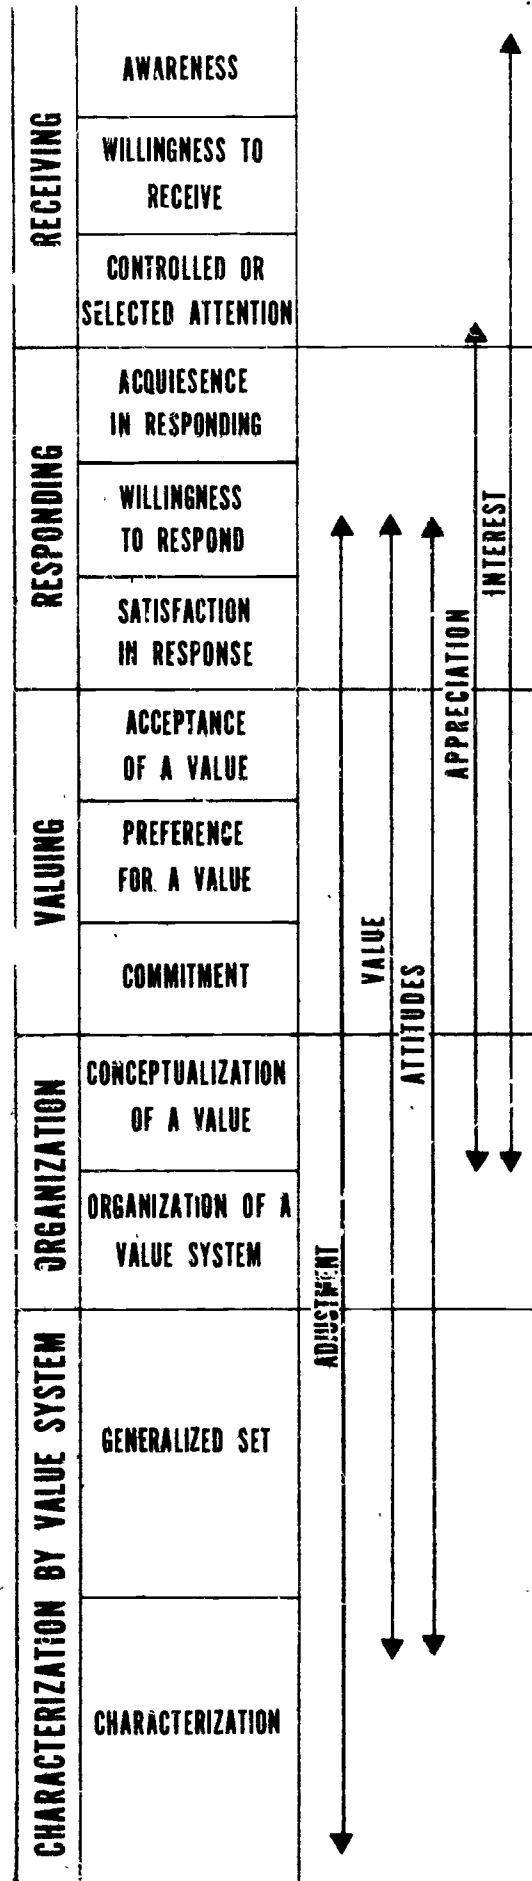 RECEIVING
AWARENESS
WILLINGNESS TO
RECEIVE
CONTROLLED OR
SELECTED ATTENTION
RESPONDING
ACQUIESENCE
IN RESPONDING
WILLINGNESS
TO RESPOND
SATISFACTION
IN RESPONSE
VALUING
ACCEPTANCE
OF A VALUE
PREFERENCE
FOR A VALUE
COMMITMENT
ORGANIZATION
CONCEPTUALIZATION
OF A VALUE
ORGANIZATION OF A
VALUE SYSTEM
CHARACTERIZATION BY VALUE SYSTEM
GENERALIZED SET
CHARACTERIZATION
ADJUSTMENT
VALUE
ATTITUDES
APPRECIATION
INTEREST